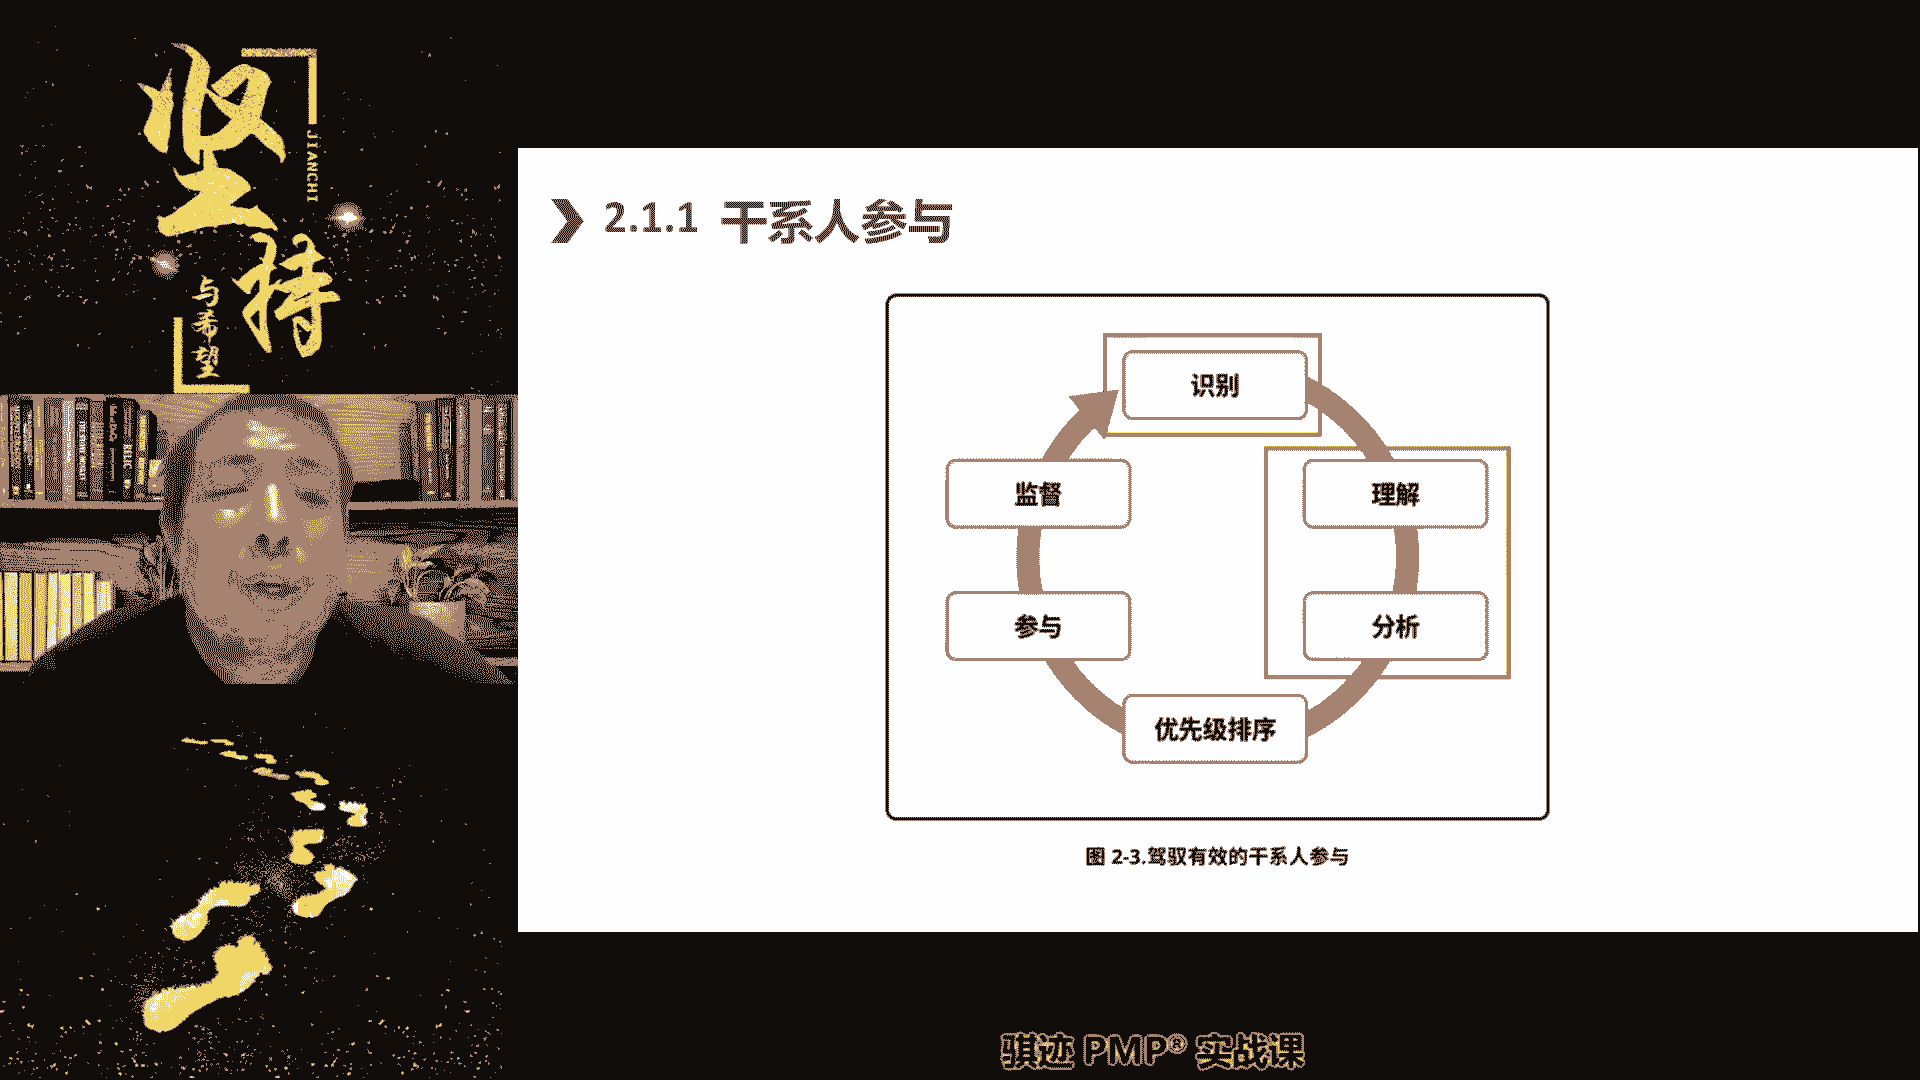 坚持
JIANCHI
与希望
2.1.1 干系人参与
识别
监督
理解
参与
分析
优先级排序
图 2-3.驾驭有效的干系人参与
骐迹 PMP® 实战课